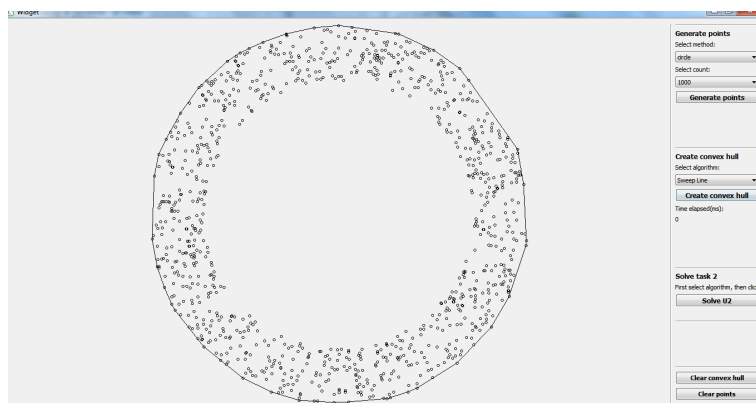 Widget
Generate points
Select method:
circle
Select count:
1000
Generate points
Create convex hull
Select algorithm:
Sweep Line
Create convex hull
Time elapsed(ms):
0
Solve task 2
First select algorithm, then clic
Solve U2
Clear convex hull
Clear points